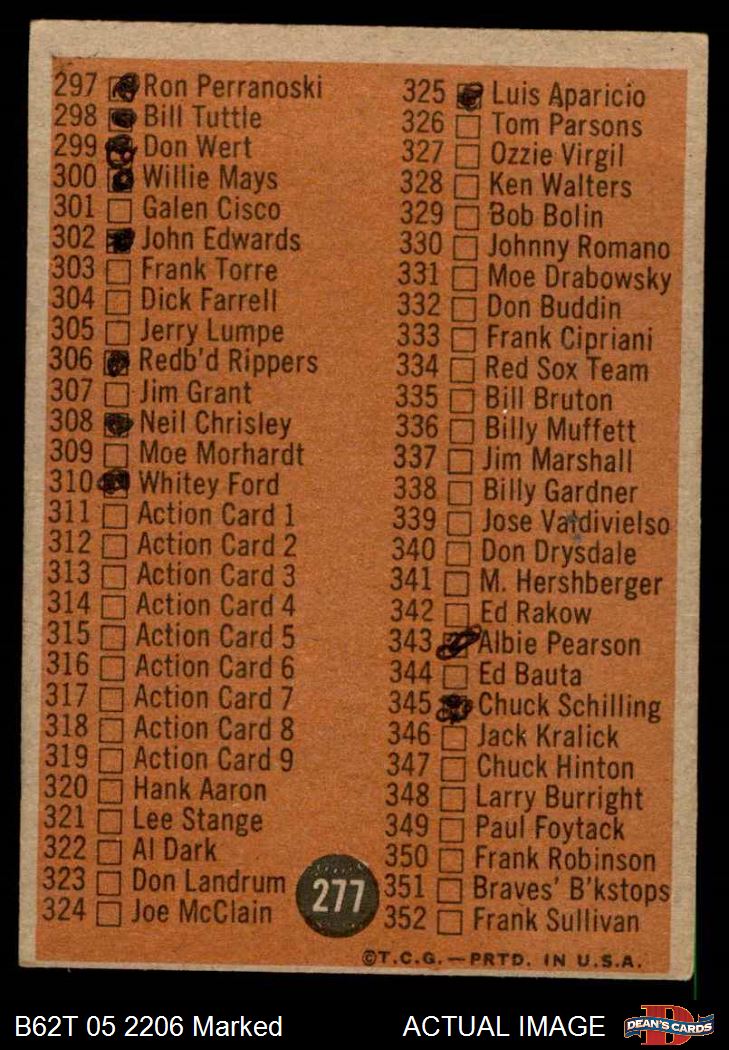 297 Ron Perranoski
298 Bill Tuttle
299 Don Wert
300 Willie Mays
301 Galen Cisco
302 John Edwards
303 Frank Torre
304 Dick Farrell
305 Jerry Lumpe
306 Redb'd Rippers
307 Jim Grant
308 Neil Chrisley
309 Moe Morhardt
310 Whitey Ford
311 Action Card 1
312 Action Card 2
313 Action Card 3
314 Action Card 4
315 Action Card 5
316 Action Card 6
317 Action Card 7
318 Action Card 8
319 Action Card 9
320 Hank Aaron
321 Lee Stange
322 Al Dark
323 Don Landrum
324 Joe McClain
325 Luis Aparicio
326 Tom Parsons
327 Ozzie Virgil
328 Ken Walters
329 Bob Bolin
330 Johnny Romano
331 Moe Drabowsky
332 Don Buddin
333 Frank Cipriani
334 Red Sox Team
335 Bill Bruton
336 Billy Muffett
337 Jim Marshall
338 Billy Gardner
339 Jose Valdivielso
340 Don Drysdale
341 M. Hershberger
342 Ed Rakow
343 Albie Pearson
344 Ed Bauta
345 Chuck Schilling
346 Jack Kralick
347 Chuck Hinton
348 Larry Burright
349 Paul Foytack
350 Frank Robinson
351 Braves' B'kstops
352 Frank Sullivan
277
©T.C.G.—PRTD. IN U.S.A.
B62T 05 2206 Marked
ACTUAL IMAGE
DEAN'S CARDS